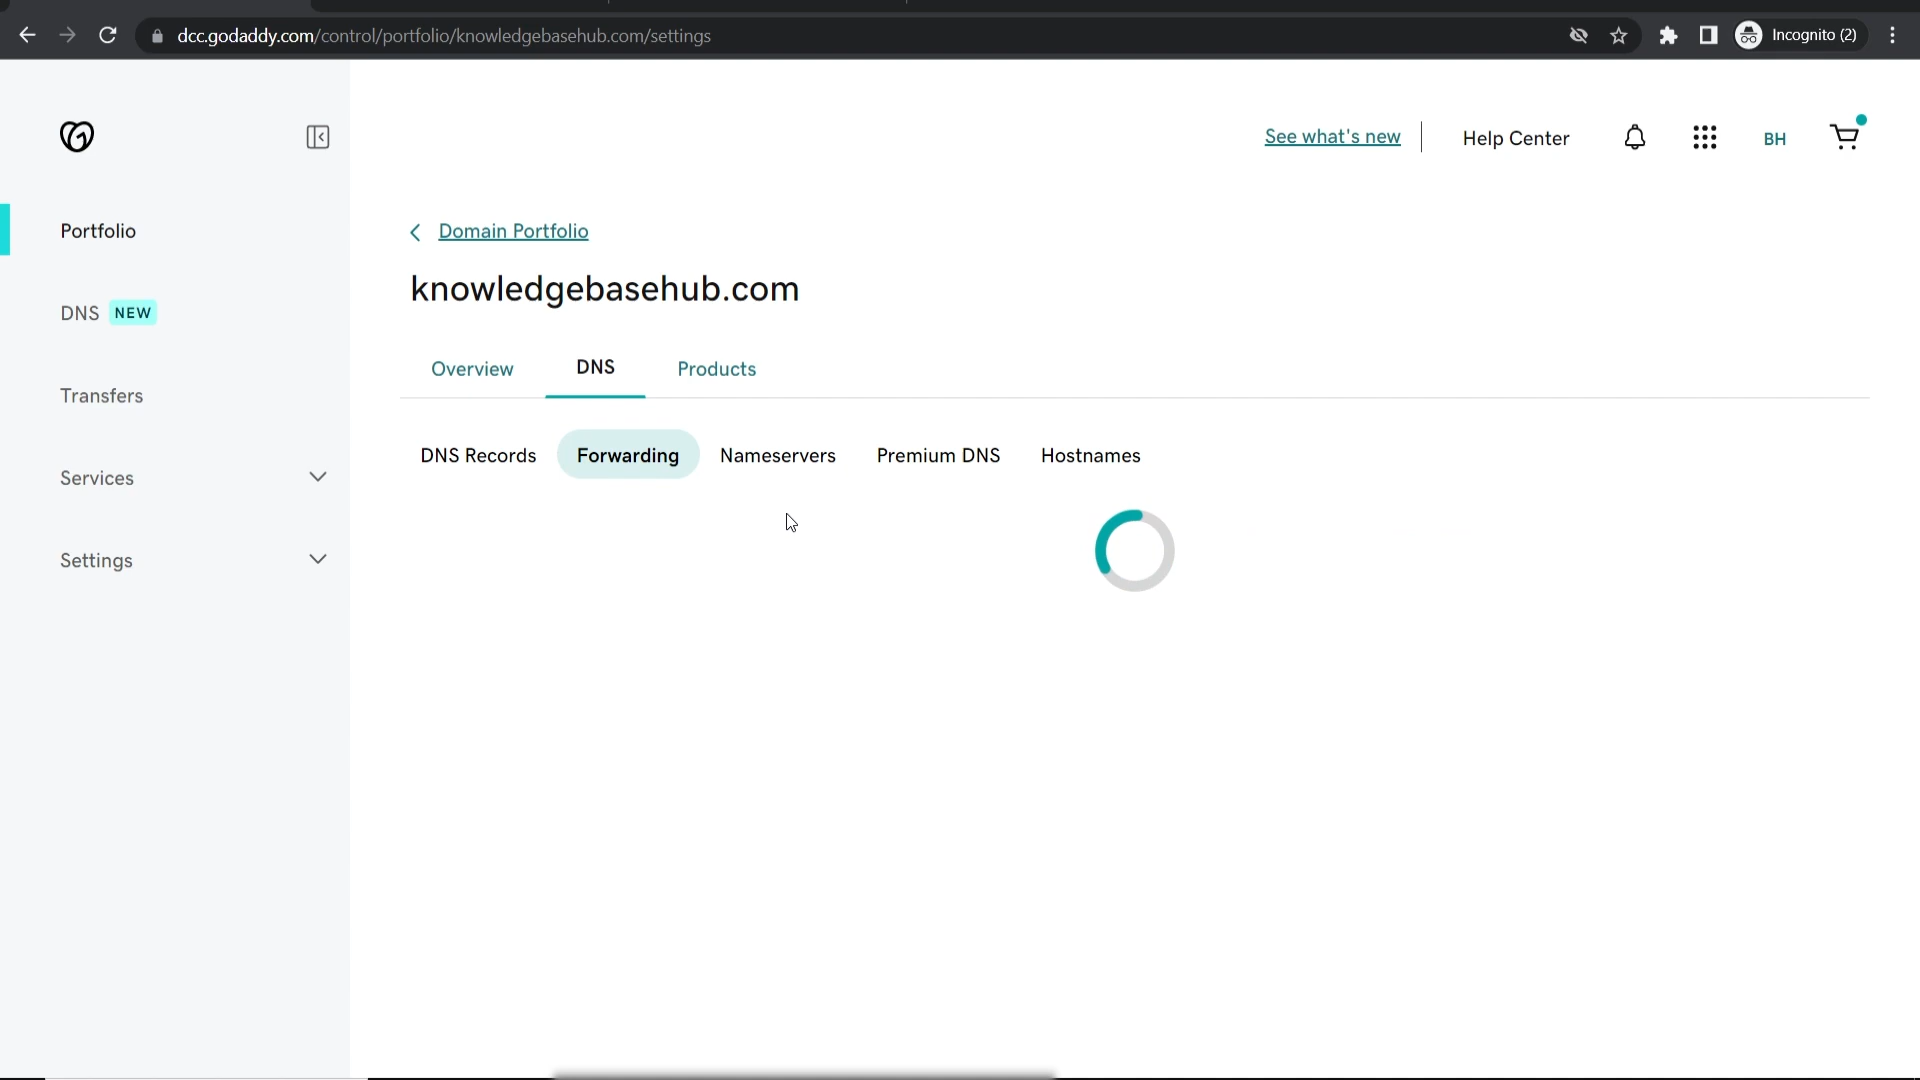 dcc.godaddy.com/control/portfolio/knowledgebasehub.com/settings
Incognito (2)
See what's new
Help Center
BH
Portfolio
DNS NEW
Transfers
Services
Settings
Domain Portfolio
knowledgebasehub.com
Overview DNS Products
DNS Records Forwarding Nameservers Premium DNS Hostnames